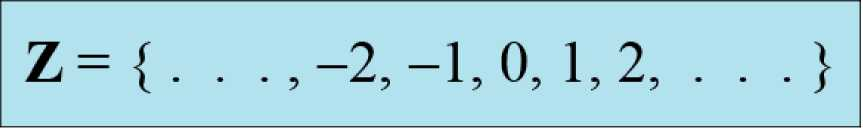 Z = { . . . , −2, −1, 0, 1, 2, . . . }